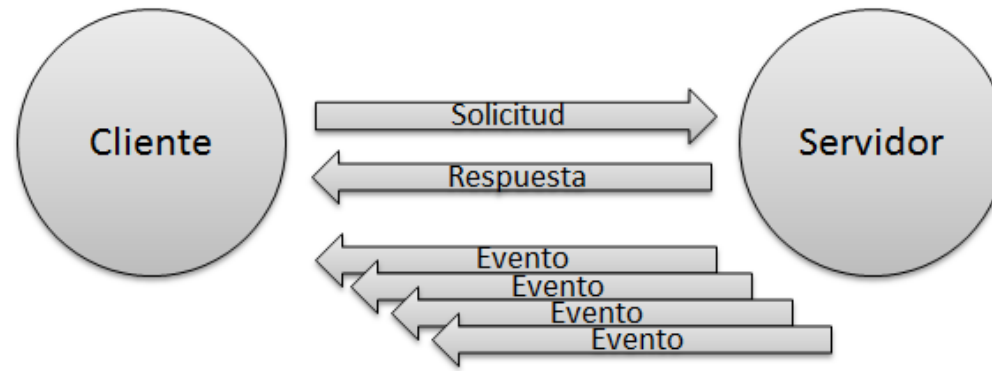 Cliente
Solicitud
Servidor
Respuesta
Evento
Evento
Evento
Evento